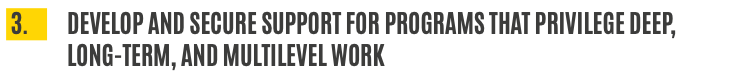 3. DEVELOP AND SECURE SUPPORT FOR PROGRAMS THAT PRIVILEGE DEEP,
LONG-TERM, AND MULTILEVEL WORK